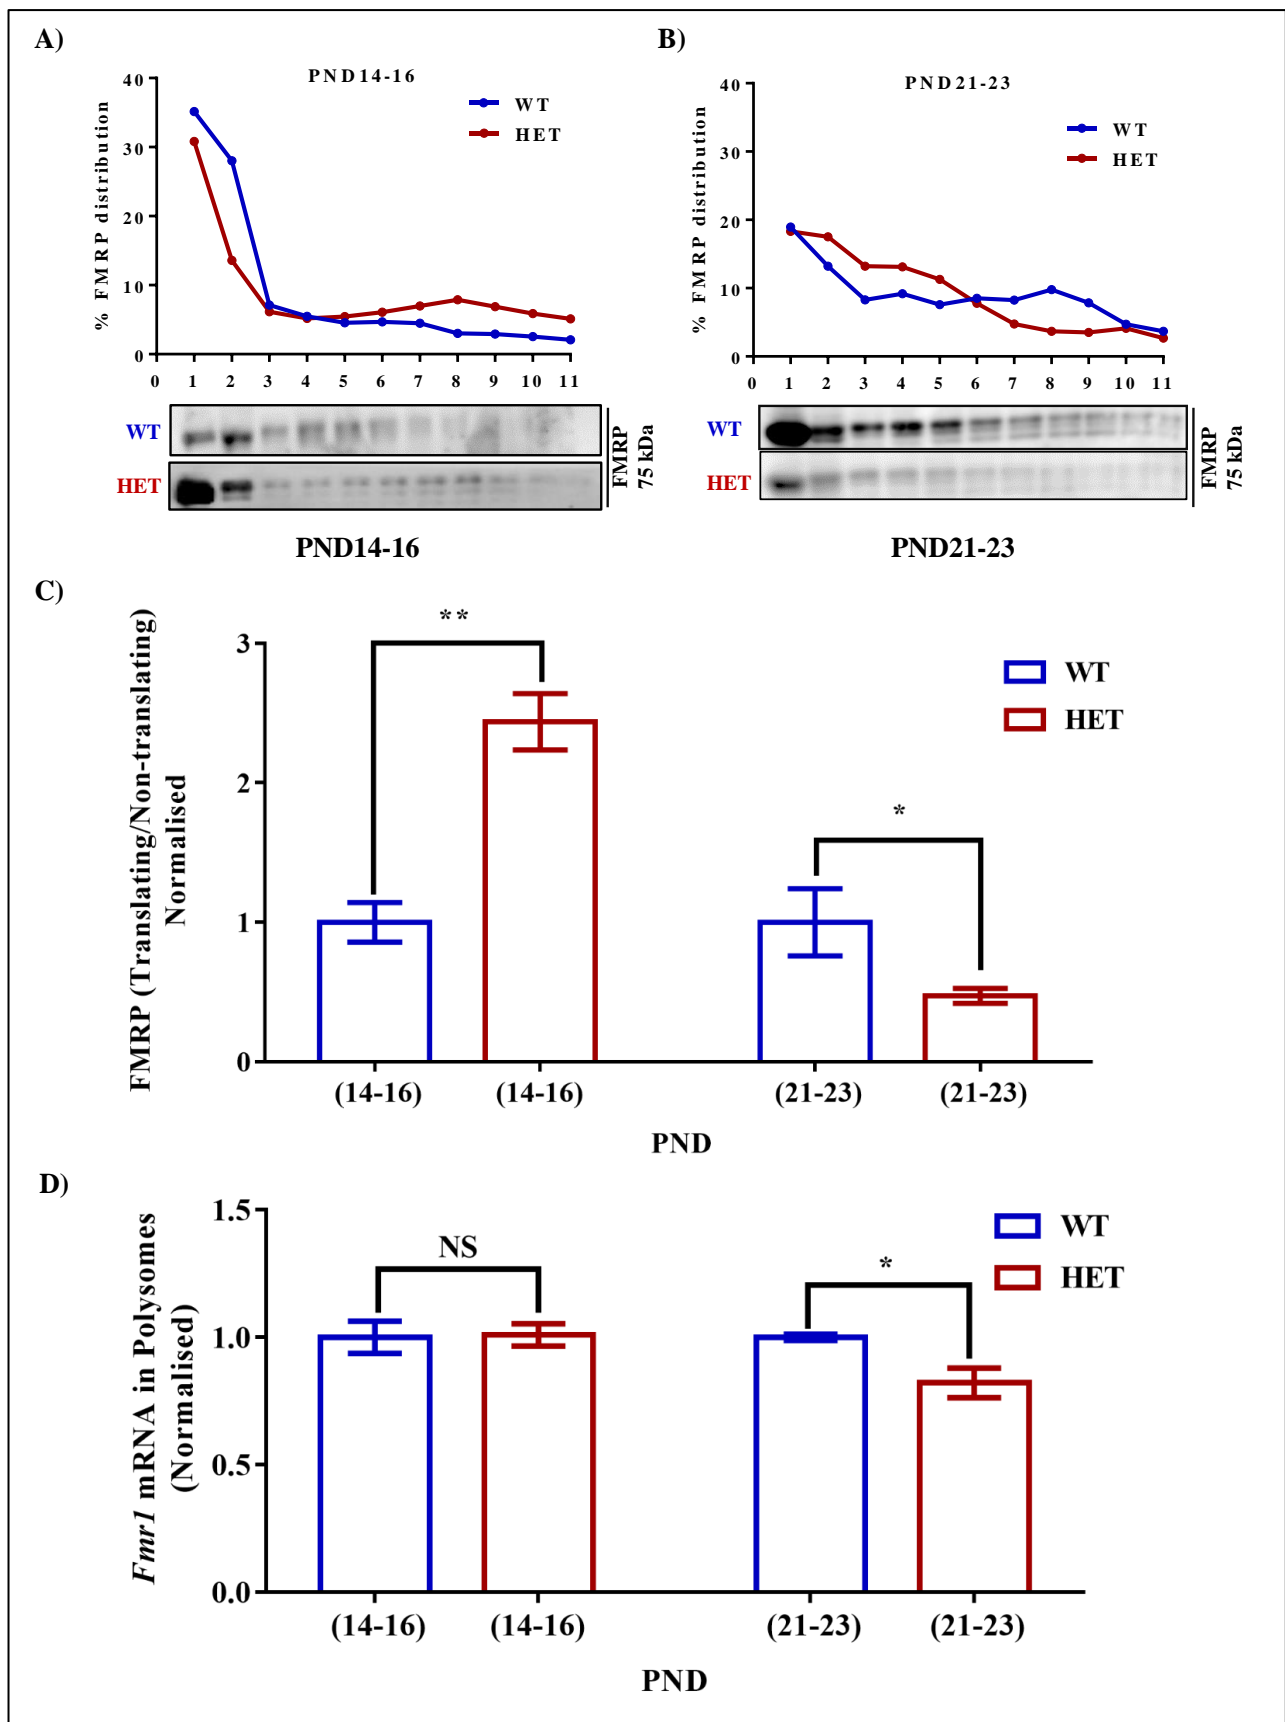 A)
PND14-16
WT
HET
% FMRP distribution
40
30
20
10
0
0 1 2 3 4 5 6 7 8 9 10 11
WT
HET
FMRP
75 kDa
PND14-16
B)
PND21-23
WT
HET
% FMRP distribution
40
30
20
10
0
0 1 2 3 4 5 6 7 8 9 10 11
WT
HET
FMRP
75 kDa
PND21-23
C)
FMRP (Translating/Non-translating)
Normalised
3
2
1
0
**
*
WT
HET
(14-16) (14-16) (21-23) (21-23)
PND
D)
Fmr1 mRNA in Polysomes
(Normalised)
1.5
1.0
0.5
0.0
NS
*
WT
HET
(14-16) (14-16) (21-23) (21-23)
PND